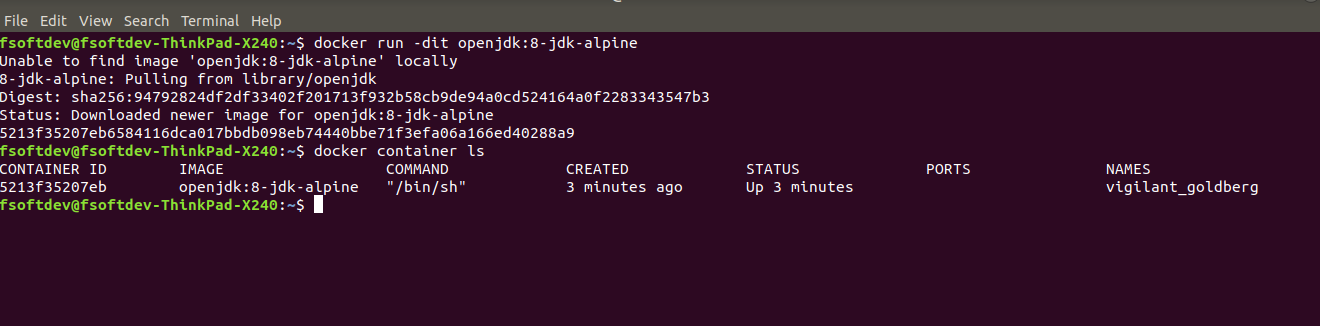 File Edit View Search Terminal Help
fsoftdev@fsoftdev-ThinkPad-X240:~$ docker run -dit openjdk:8-jdk-alpine
Unable to find image 'openjdk:8-jdk-alpine' locally
8-jdk-alpine: Pulling from library/openjdk
Digest: sha256:94792824df2df33402f201713f932b58cb9de94a0cd524164a0f2283343547b3
Status: Downloaded newer image for openjdk:8-jdk-alpine
5213f35207eb6584116dca017bbdb098eb74440bbe71f3efa06a166ed40288a9
fsoftdev@fsoftdev-ThinkPad-X240:~$ docker container ls
CONTAINER ID IMAGE COMMAND CREATED STATUS PORTS NAMES
5213f35207eb openjdk:8-jdk-alpine "/bin/sh" 3 minutes ago Up 3 minutes vigilant_goldberg
fsoftdev@fsoftdev-ThinkPad-X240:~$